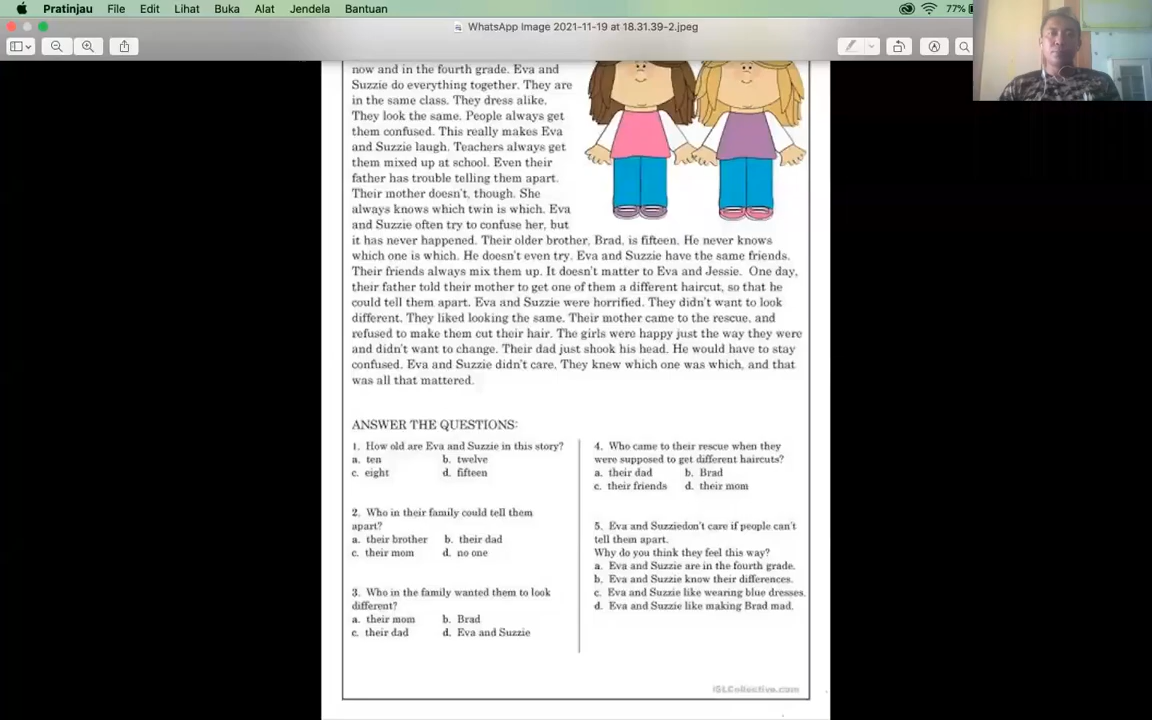 Pratinjau File Edit Lihat Buka Alat Jendela Bantuan 77%
WhatsApp Image 2021-11-19 at 18.31.39-2.jpeg
now and in the fourth grade. Eva and
Suzzie do everything together. They are
in the same class. They dress alike.
They look the same. People always get
them confused. This really makes Eva
and Suzzie laugh. Teachers always get
them mixed up at school. Even their
father has trouble telling them apart.
Their mother doesn't, though. She
always knows which twin is which. Eva
and Suzzie often try to confuse her, but
it has never happened. Their older brother, Brad, is fifteen. He never knows
which one is which. He doesn't even try. Eva and Suzzie have the same friends.
Their friends always mix them up. It doesn't matter to Eva and Jessie. One day,
their father told their mother to get one of them a different haircut, so that he
could tell them apart. Eva and Suzzie were horrified. They didn't want to look
different. They liked looking the same. Their mother came to the rescue, and
refused to make them cut their hair. The girls were happy just the way they were
and didn't want to change. Their dad just shook his head. He would have to stay
confused. Eva and Suzzie didn't care. They knew which one was which, and that
was all that mattered.
ANSWER THE QUESTIONS:
1. How old are Eva and Suzzie in this story?
a. ten b. twelve
c. eight d. fifteen
2. Who in their family could tell them
apart?
a. their brother b. their dad
c. their mom d. no one
3. Who in the family wanted them to look
different?
a. their mom b. Brad
c. their dad d. Eva and Suzzie
4. Who came to their rescue when they
were supposed to get different haircuts?
a. their dad b. Brad
c. their friends d. their mom
5. Eva and Suzziedon't care if people can't
tell them apart.
Why do you think they feel this way?
a. Eva and Suzzie are in the fourth grade.
b. Eva and Suzzie know their differences.
c. Eva and Suzzie like wearing blue dresses.
d. Eva and Suzzie like making Brad mad.
iSLCollective.com